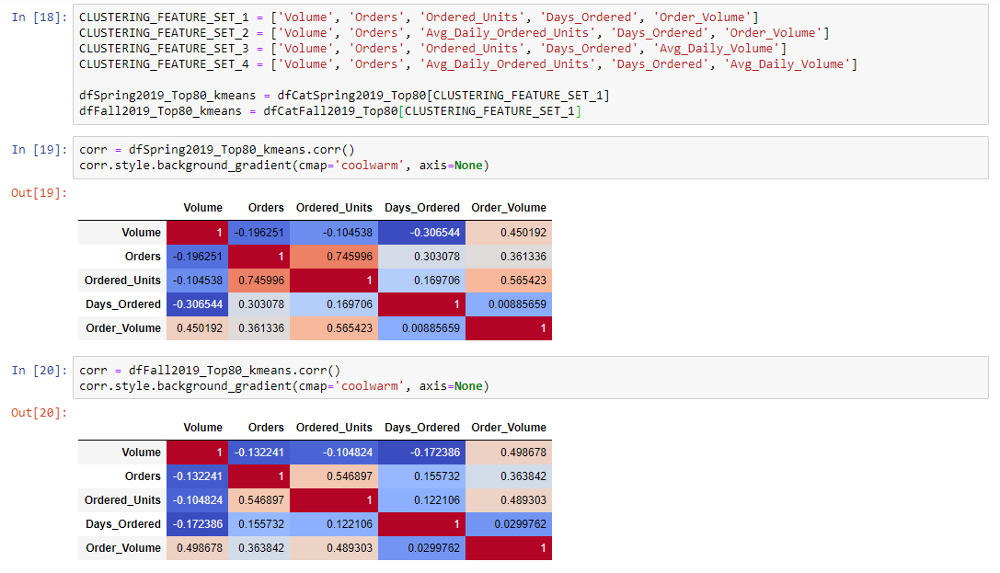 In [18]: CLUSTERING_FEATURE_SET_1 = ['Volume', 'Orders', 'Ordered_Units', 'Days_Ordered', 'Order_Volume']
CLUSTERING_FEATURE_SET_2 = ['Volume', 'Orders', 'Avg_Daily_Ordered_Units', 'Days_Ordered', 'Order_Volume']
CLUSTERING_FEATURE_SET_3 = ['Volume', 'Orders', 'Ordered_Units', 'Days_Ordered', 'Avg_Daily_Volume']
CLUSTERING_FEATURE_SET_4 = ['Volume', 'Orders', 'Avg_Daily_Ordered_Units', 'Days_Ordered', 'Avg_Daily_Volume']
dfSpring2019_Top80_kmeans = dfCatSpring2019_Top80[CLUSTERING_FEATURE_SET_1]
dfFall2019_Top80_kmeans = dfCatFall2019_Top80[CLUSTERING_FEATURE_SET_1]
In [19]: corr = dfSpring2019_Top80_kmeans.corr()
corr.style.background_gradient(cmap='coolwarm', axis=None)
Out[19]:
Volume Orders Ordered_Units Days_Ordered Order_Volume
Volume 1 -0.196251 -0.104538 -0.306544 0.450192
Orders -0.196251 1 0.745996 0.303078 0.361336
Ordered_Units -0.104538 0.745996 1 0.169706 0.565423
Days_Ordered -0.306544 0.303078 0.169706 1 0.00885659
Order_Volume 0.450192 0.361336 0.565423 0.00885659 1
In [20]: corr = dfFall2019_Top80_kmeans.corr()
corr.style.background_gradient(cmap='coolwarm', axis=None)
Out[20]:
Volume Orders Ordered_Units Days_Ordered Order_Volume
Volume 1 -0.132241 -0.104824 -0.172386 0.498678
Orders -0.132241 1 0.546897 0.155732 0.363842
Ordered_Units -0.104824 0.546897 1 0.122106 0.489303
Days_Ordered -0.172386 0.155732 0.122106 1 0.0299762
Order_Volume 0.498678 0.363842 0.489303 0.0299762 1